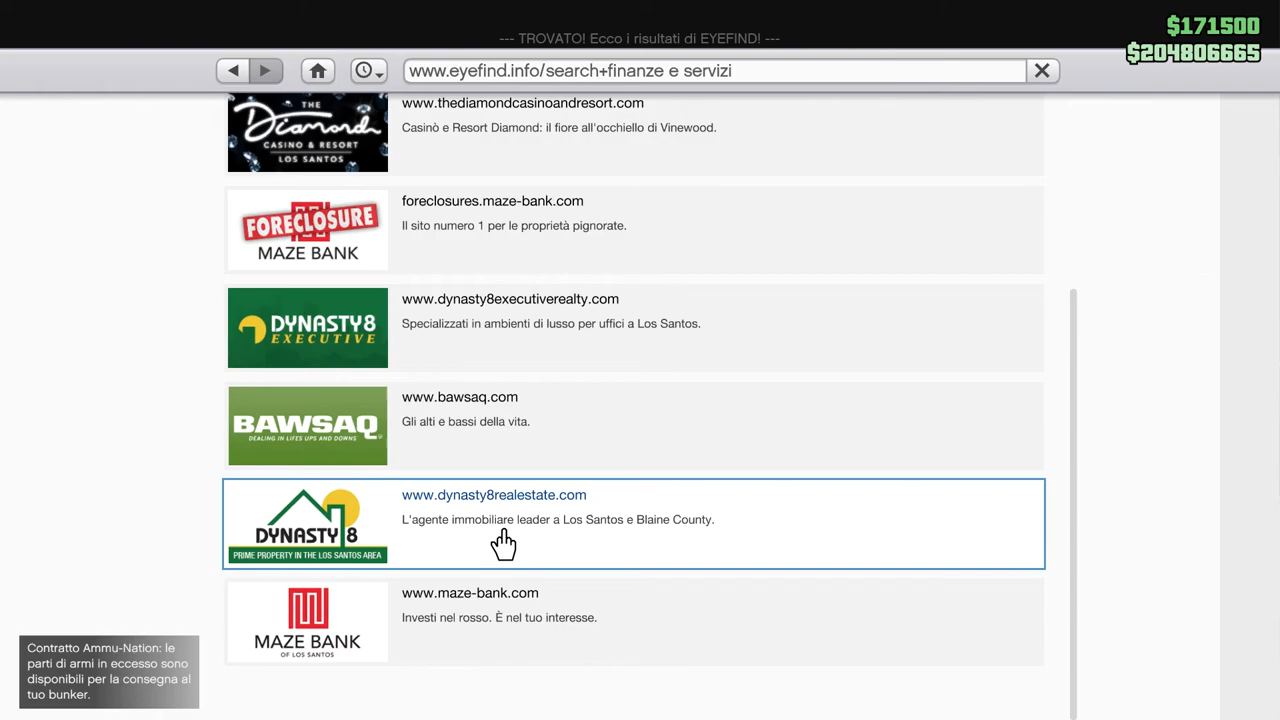 --- TROVATO! Ecco i risultati di EYEFIND! ---
$171500
$204806665
www.eyefind.info/search+finanze e servizi
THE
Diamond
CASINO & RESORT
LOS SANTOS
www.thediamondcasinoandresort.com
Casinò e Resort Diamond: il fiore all'occhiello di Vinewood.
FORECLOSURE
MAZE BANK
foreclosures.maze-bank.com
Il sito numero 1 per le proprietà pignorate.
DYNASTY8
EXECUTIVE
www.dynasty8executiverealty.com
Specializzati in ambienti di lusso per uffici a Los Santos.
BAWSAQ
DEALING IN LIFES UPS AND DOWNS
www.bawsaq.com
Gli alti e bassi della vita.
DYNASTY 8
PRIME PROPERTY IN THE LOS SANTOS AREA
www.dynasty8realestate.com
L'agente immobiliare leader a Los Santos e Blaine County.
MAZE BANK
OF LOS SANTOS
www.maze-bank.com
Investi nel rosso. È nel tuo interesse.
Contratto Ammu-Nation: le
parti di armi in eccesso sono
disponibili per la consegna al
tuo bunker.